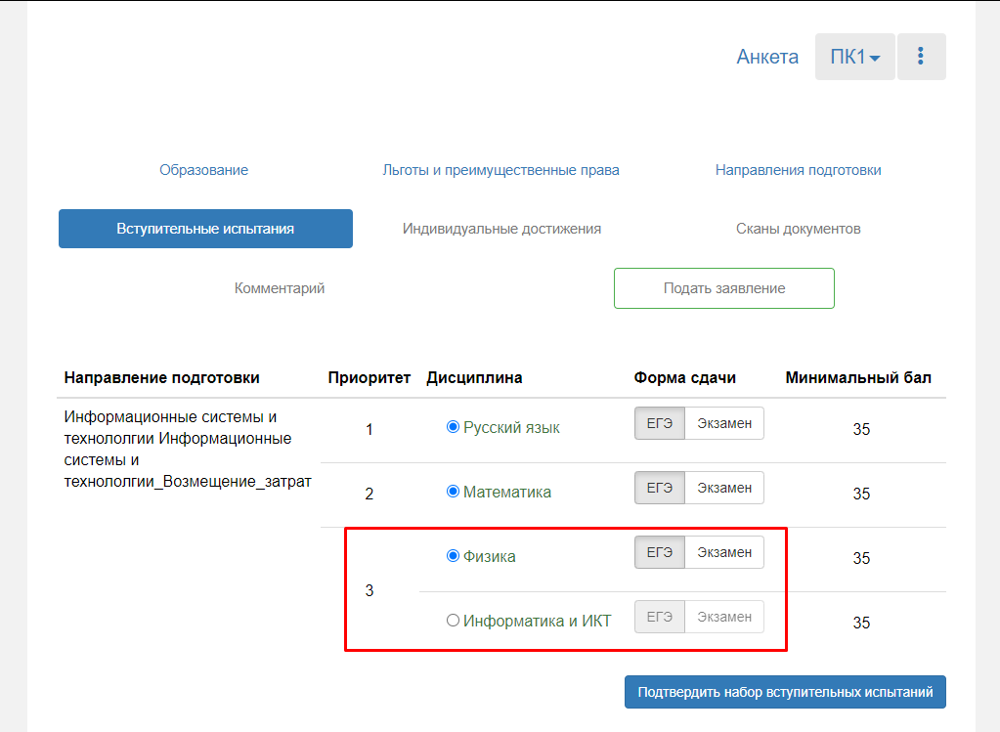 Анкета ПК1
Образование Льготы и преимущественные права Направления подготовки
Вступительные испытания Индивидуальные достижения Сканы документов
Комментарий Подать заявление
Направление подготовки Приоритет Дисциплина Форма сдачи Минимальный бал
Информационные системы и
технололгии Информационные
системы и
технололгии_Возмещение_затрат
1 Русский язык ЕГЭ Экзамен 35
2 Математика ЕГЭ Экзамен 35
3
Физика ЕГЭ Экзамен 35
Информатика и ИКТ ЕГЭ Экзамен 35
Подтвердить набор вступительных испытаний